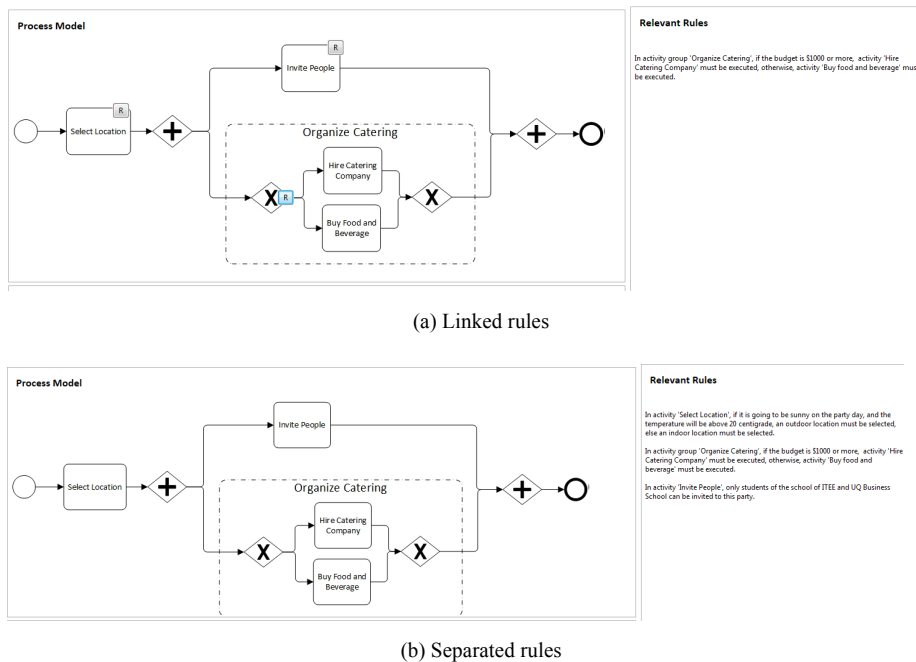 Process Model
Relevant Rules
R
Invite People
In activity group 'Organize Catering', if the budget is $1000 or more, activity 'Hire
Catering Company' must be executed, otherwise, activity 'Buy food and beverage' mus
be executed.
R
Select Location
Organize Catering
Hire Catering
Company
X
R
X
Buy Food and
Beverage
(a) Linked rules
Process Model
Relevant Rules
In activity 'Select Location', if it is going to be sunny on the party day, and the
temperature will be above 20 centigrade, an outdoor location must be selected,
else an indoor location must be selected.
In activity group 'Organize Catering', if the budget is $1000 or more, activity 'Hire
Catering Company' must be executed, otherwise, activity 'Buy food and
beverage' must be executed.
In activity 'Invite People', only students of the school of ITEE and UQ Business
School can be invited to this party.
Invite People
Select Location
Organize Catering
Hire Catering
Company
X
X
Buy Food and
Beverage
(b) Separated rules